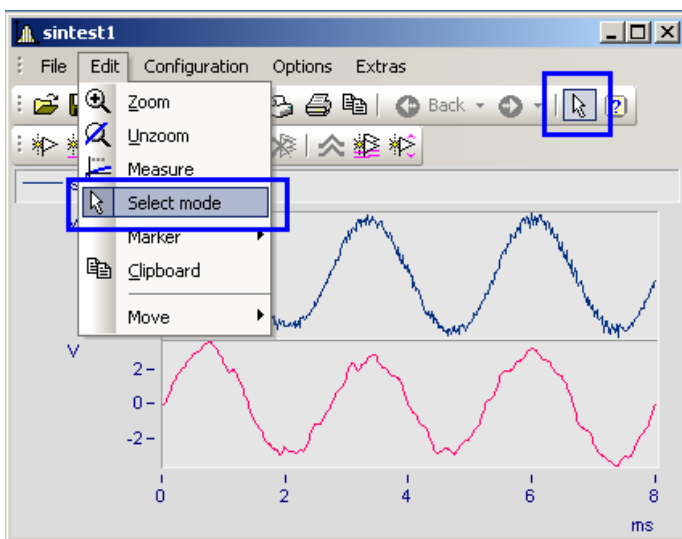 sintest1
File Edit Configuration Options Extras
Back
Zoom
Unzoom
Measure
Select mode
Marker
Clipboard
Move
V
2
0
-2
0 2 4 6 8
ms